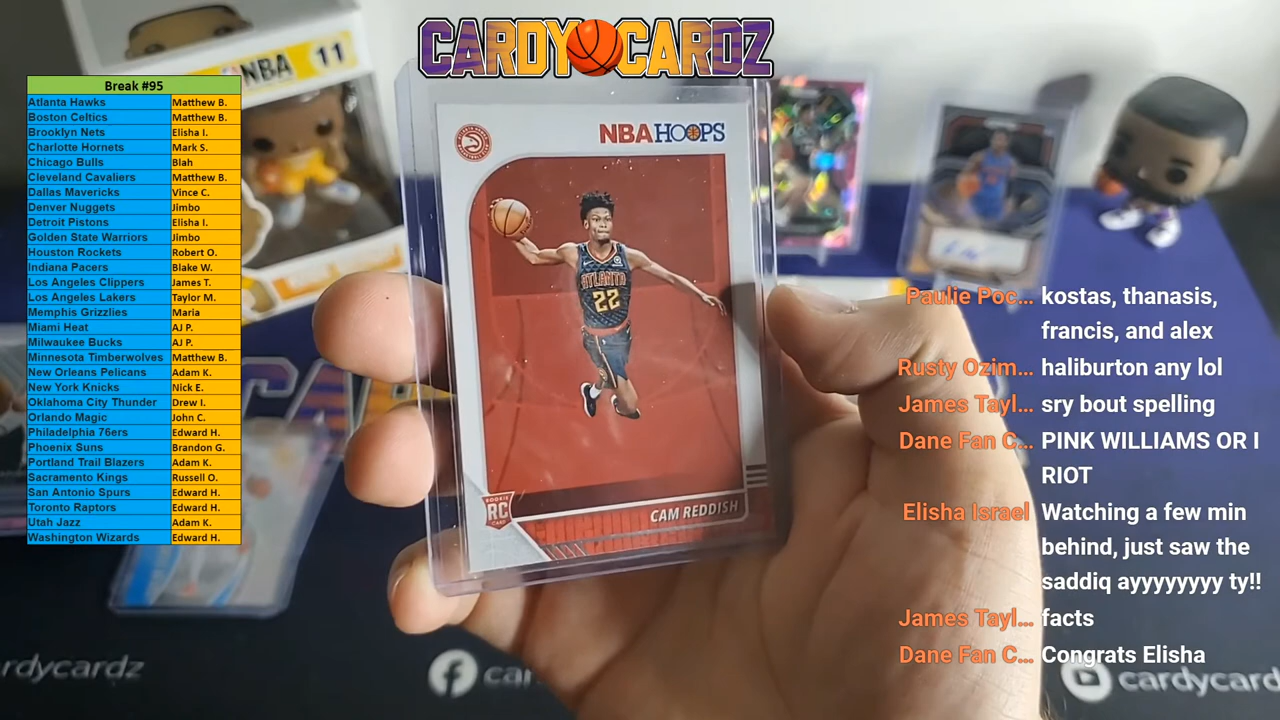 CARDY CARDZ
NBA 11
Break #95
Atlanta Hawks Matthew B.
Boston Celtics Matthew B.
Brooklyn Nets Elisha I.
Charlotte Hornets Mark S.
Chicago Bulls Blah
Cleveland Cavaliers Matthew B.
Dallas Mavericks Vince C.
Denver Nuggets Jimbo
Detroit Pistons Elisha I.
Golden State Warriors Jimbo
Houston Rockets Robert O.
Indiana Pacers Blake W.
Los Angeles Clippers James T.
Los Angeles Lakers Taylor M.
Memphis Grizzlies Maria
Miami Heat AJ P.
Milwaukee Bucks AJ P.
Minnesota Timberwolves Matthew B.
New Orleans Pelicans Adam K.
New York Knicks Nick E.
Oklahoma City Thunder Drew I.
Orlando Magic John C.
Philadelphia 76ers Edward H.
Phoenix Suns Brandon G.
Portland Trail Blazers Adam K.
Sacramento Kings Russell O.
San Antonio Spurs Edward H.
Toronto Raptors Edward H.
Utah Jazz Adam K.
Washington Wizards Edward H.
NBA HOOPS
ATLANTA
22
ROOKIE
RC
CARD
CAM REDDISH
Paulie Poc... kostas, thanasis,
francis, and alex
Rusty Ozim... haliburton any lol
James Tayl... sry bout spelling
Dane Fan C... PINK WILLIAMS OR I
RIOT
Elisha Israel Watching a few min
behind, just saw the
saddiq ayyyyyyyy ty!!
James Tayl... facts
Dane Fan C... Congrats Elisha
rdycardz
car
cardycard